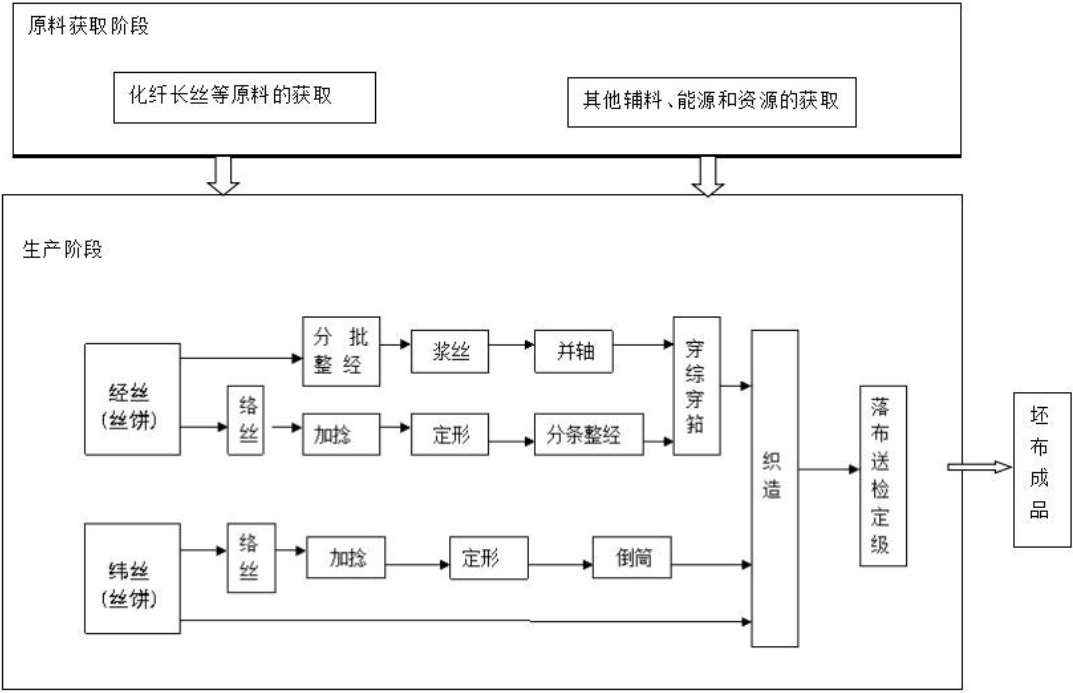 原料获取阶段
化纤长丝等原料的获取
其他辅料、能源和资源的获取
生产阶段
经丝
(丝饼)
分 批
整 经
浆丝
并轴
络
丝
加捻
定形
分条整经
穿
综
穿
筘
纬丝
(丝饼)
络
丝
加捻
定形
倒筒
织
造
落
布
送
检
定
级
坯
布
成
品